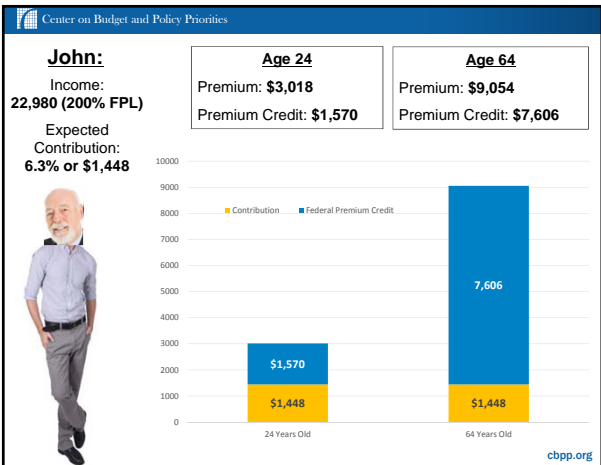 Center on Budget and Policy Priorities
John:
Income:
22,980 (200% FPL)
Expected
Contribution:
6.3% or $1,448
Age 24
Premium: $3,018
Premium Credit: $1,570
Age 64
Premium: $9,054
Premium Credit: $7,606
10000
9000
8000
7000
6000
5000
4000
3000
2000
1000
0
Contribution
Federal Premium Credit
$1,570
$1,448
7,606
$1,448
24 Years Old
64 Years Old
cbpp.org